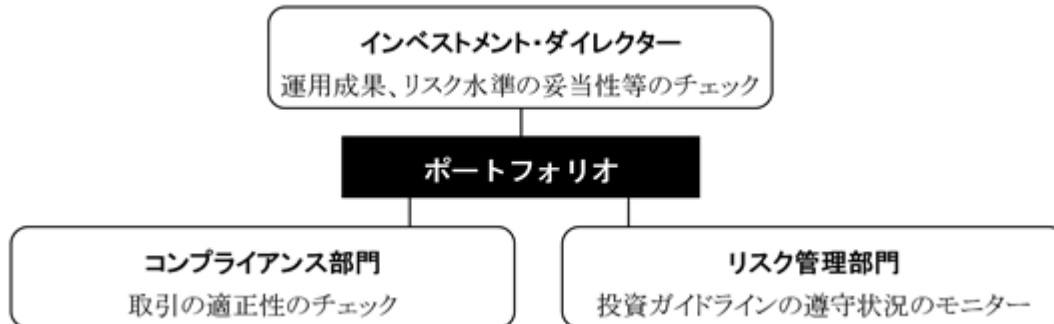 インベストメント・ダイレクター
運用成果、リスク水準の妥当性等のチェック
ポートフォリオ
コンプライアンス部門
取引の適正性のチェック
リスク管理部門
投資ガイドラインの遵守状況のモニター